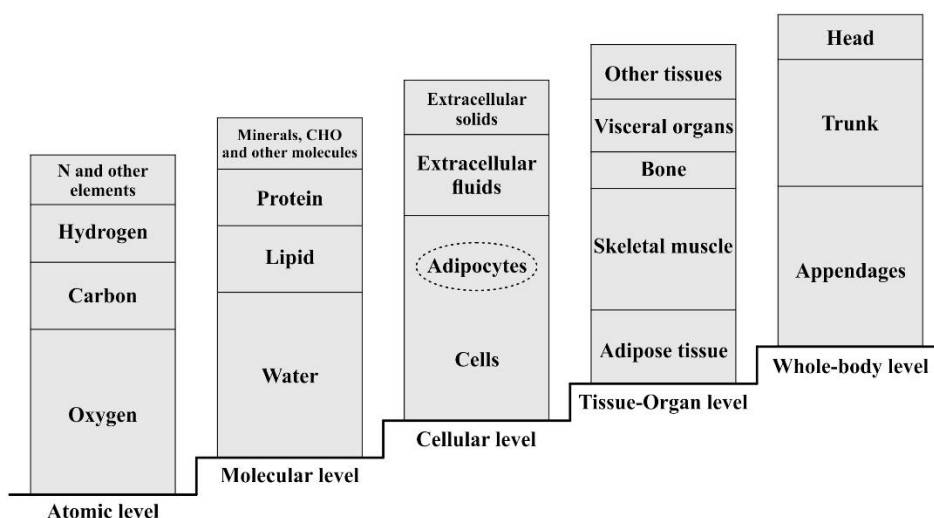 N and other
elements
Hydrogen
Carbon
Oxygen
Atomic level
Minerals, CHO
and other molecules
Protein
Lipid
Water
Molecular level
Extracellular
solids
Extracellular
fluids
Adipocytes
Cells
Cellular level
Other tissues
Visceral organs
Bone
Skeletal muscle
Adipose tissue
Tissue-Organ level
Head
Trunk
Appendages
Whole-body level